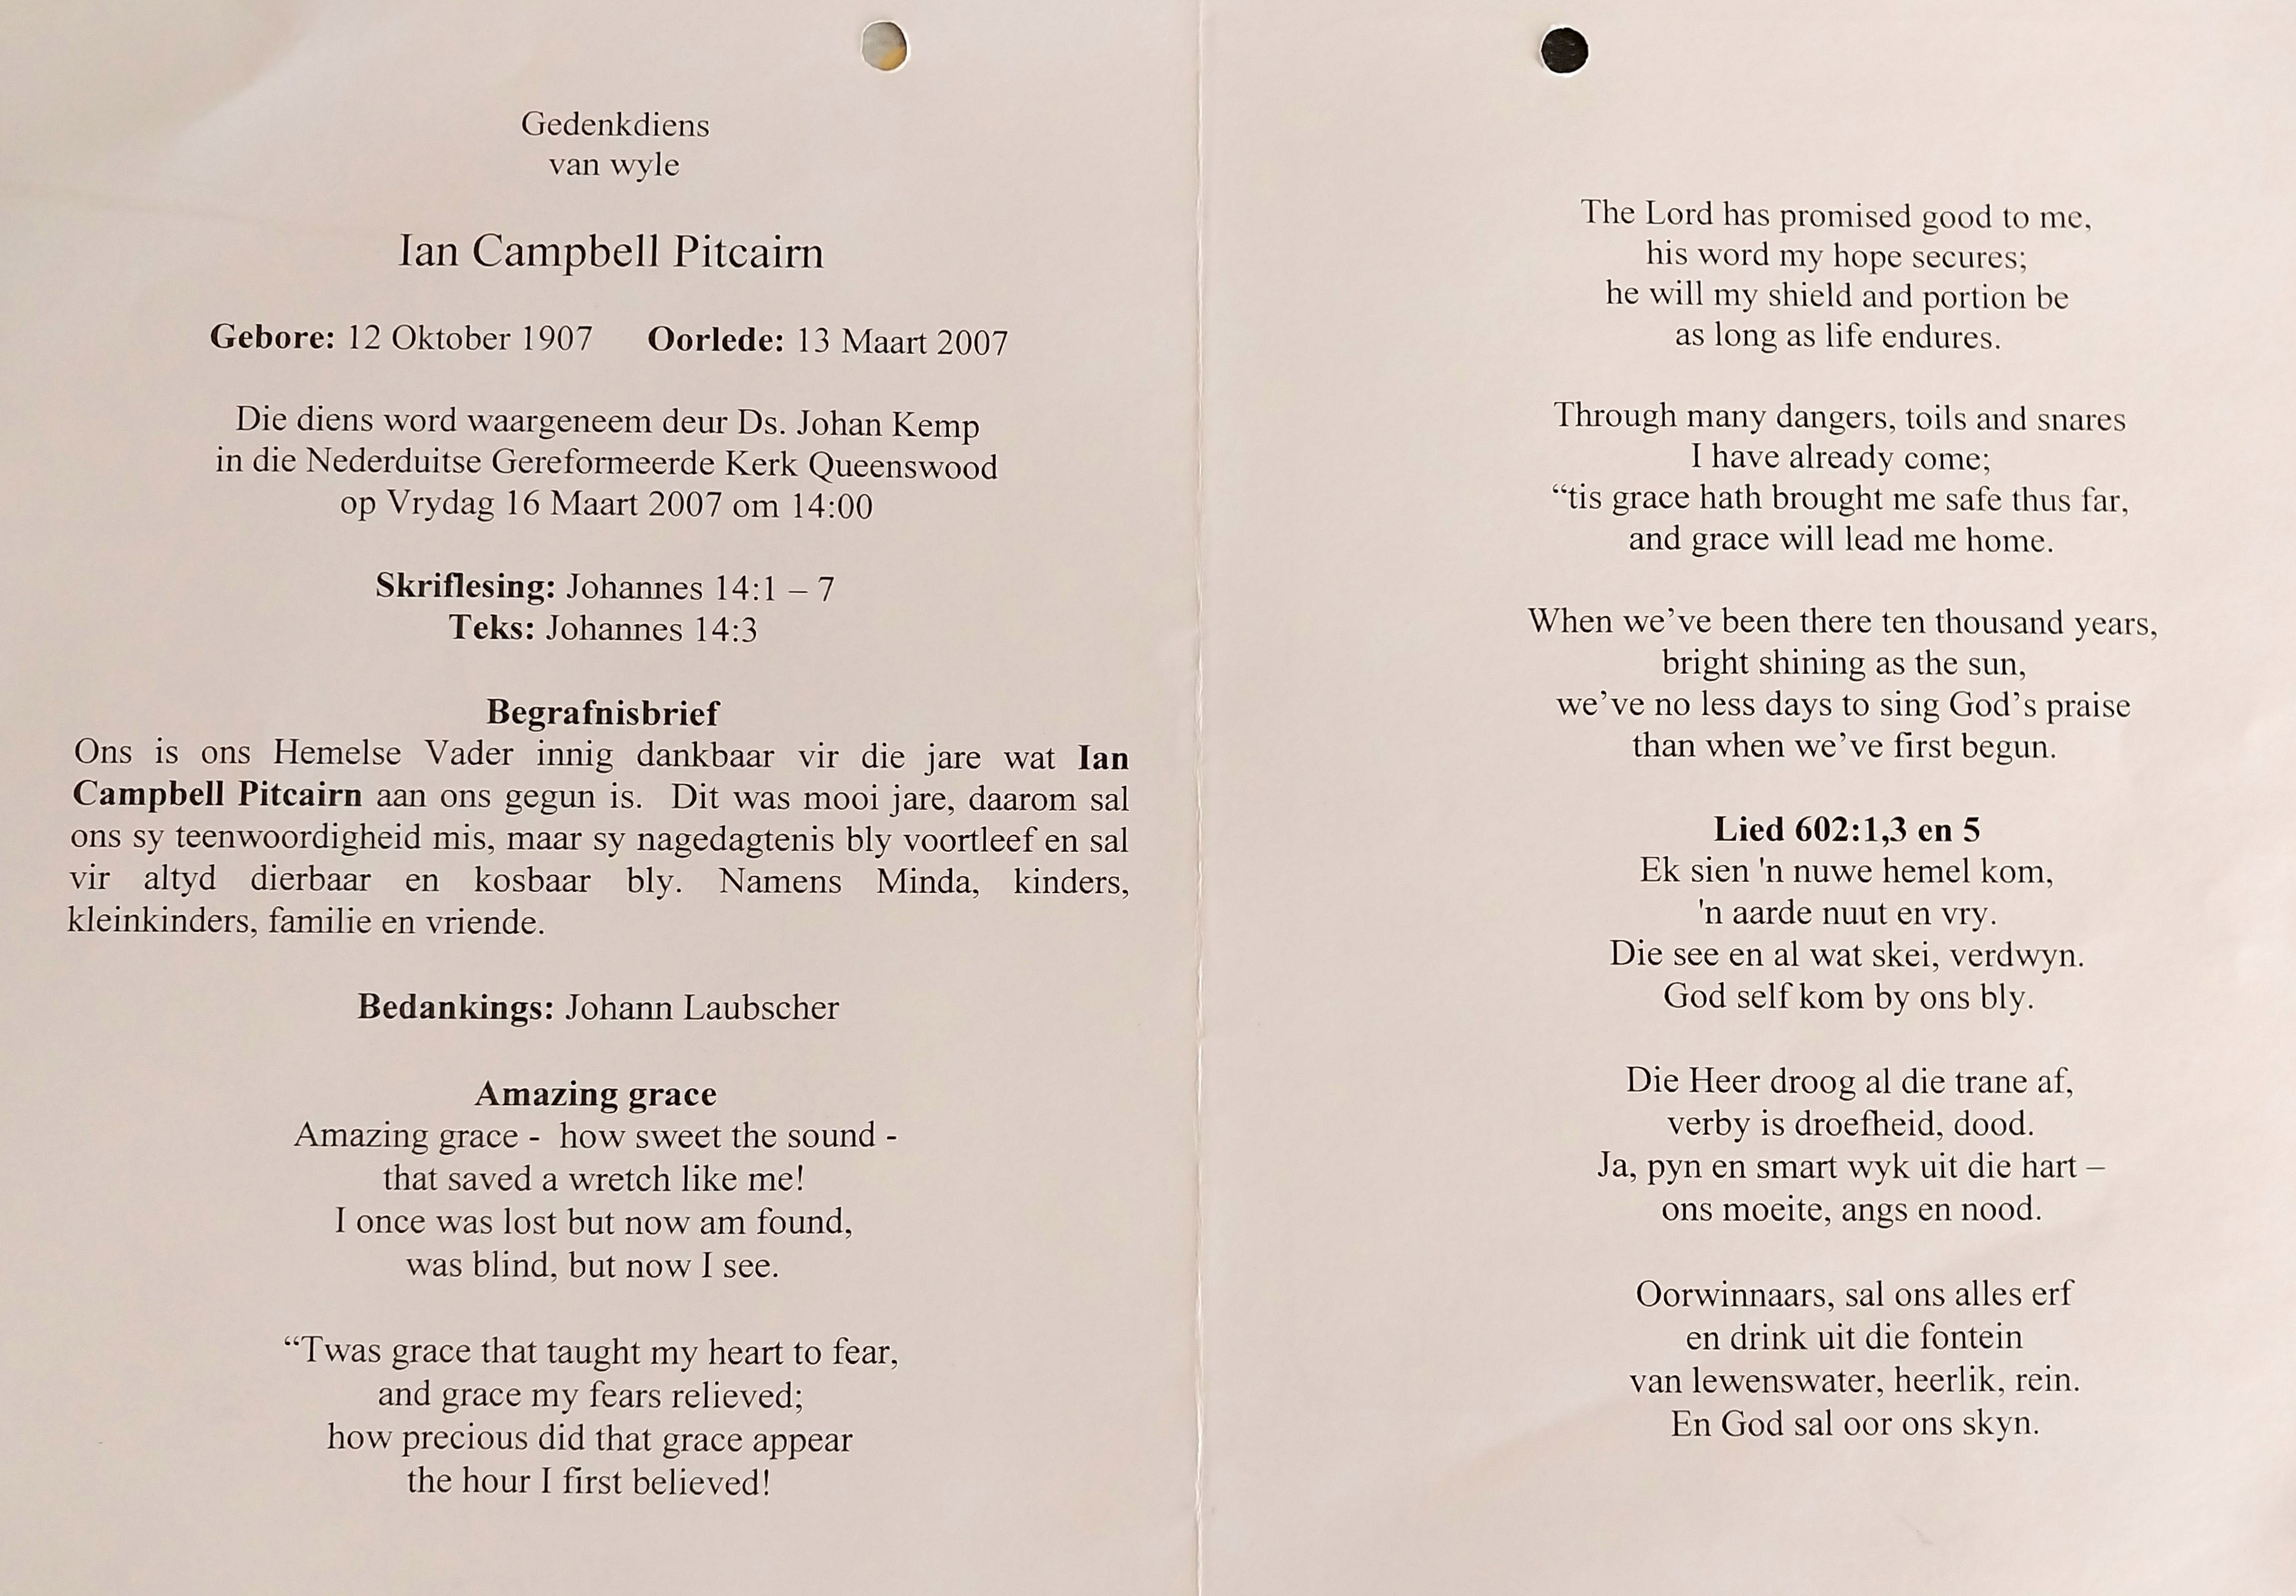 Gedenkdiens
van wyle
Ian Campbell Pitcairn
Gebore: 12 Oktober 1907 Oorlede: 13 Maart 2007
Die diens word waargeneem deur Ds. Johan Kemp
in die Nederduitse Gereformeerde Kerk Queenswood
op Vrydag 16 Maart 2007 om 14:00
Skriflesing: Johannes 14:1 – 7
Teks: Johannes 14:3
Begrafnisbrief
Ons is ons Hemelse Vader innig dankbaar vir die jare wat Ian
Campbell Pitcairn aan ons gegun is. Dit was mooi jare, daarom sal
ons sy teenwoordigheid mis, maar sy nagedagtenis bly voortleef en sal
vir altyd dierbaar en kosbaar bly. Namens Minda, kinders,
kleinkinders, familie en vriende.
Bedankings: Johann Laubscher
Amazing grace
Amazing grace - how sweet the sound -
that saved a wretch like me!
I once was lost but now am found,
was blind, but now I see.
“Twas grace that taught my heart to fear,
and grace my fears relieved;
how precious did that grace appear
the hour I first believed!
The Lord has promised good to me,
his word my hope secures;
he will my shield and portion be
as long as life endures.
Through many dangers, toils and snares
I have already come;
“tis grace hath brought me safe thus far,
and grace will lead me home.
When we’ve been there ten thousand years,
bright shining as the sun,
we’ve no less days to sing God’s praise
than when we’ve first begun.
Lied 602:1,3 en 5
Ek sien 'n nuwe hemel kom,
'n aarde nuut en vry.
Die see en al wat skei, verdwyn.
God self kom by ons bly.
Die Heer droog al die trane af,
verby is droefheid, dood.
Ja, pyn en smart wyk uit die hart –
ons moeite, angs en nood.
Oorwinnaars, sal ons alles erf
en drink uit die fontein
van lewenswater, heerlik, rein.
En God sal oor ons skyn.